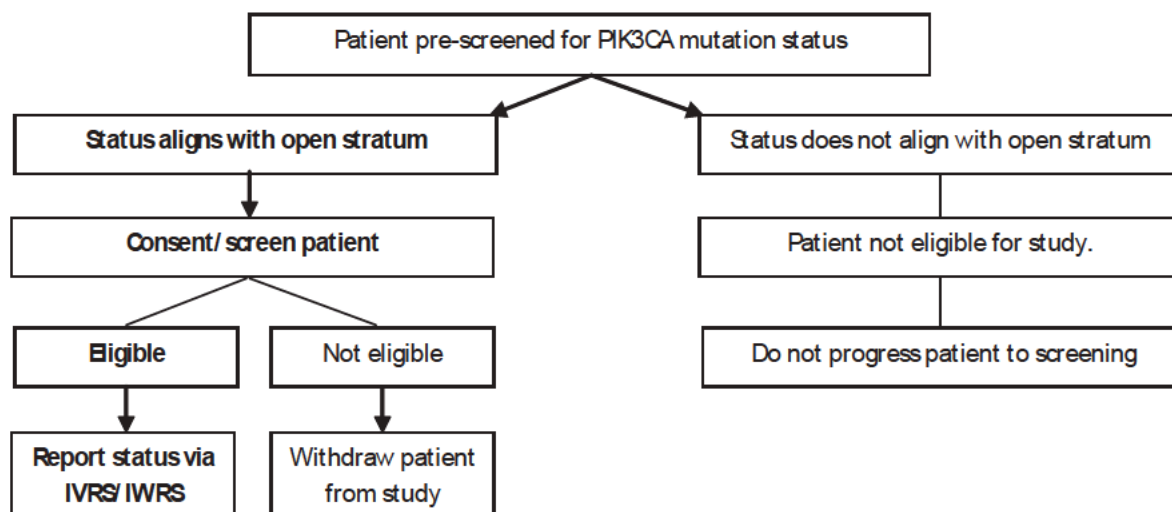 Patient pre-screened for PIK3CA mutation status
Status aligns with open stratum
Status does not align with open stratum
Consent/ screen patient
Patient not eligible for study.
Eligible
Not eligible
Do not progress patient to screening
Report status via
IVRS/ IWRS
Withdraw patient
from study